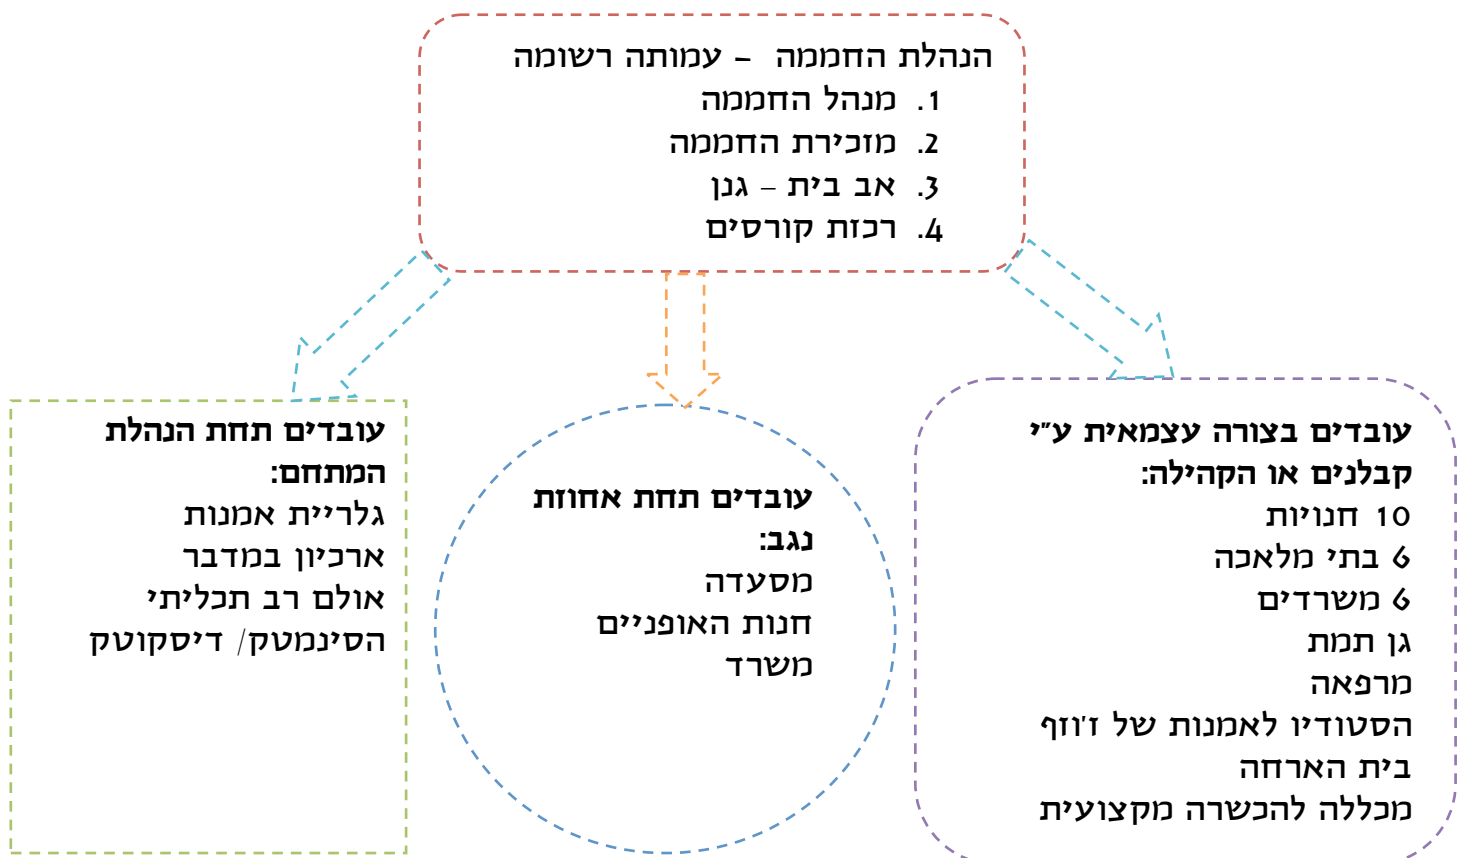 הנהלת החממה – עמותה רשומה
1. מנהל החממה
2. מזכירת החממה
3. אב בית – גנן
4. רכזת קורסים
עובדים בצורה עצמאית ע"י
קבלנים או הקהילה:
10 חנויות
6 בתי מלאכה
6 משרדים
גן תמת
מרפאה
הסטודיו לאמנות של ז'וזף
בית הארחה
מכללה להכשרה מקצועית
עובדים תחת אחוזת
נגב:
מסעדה
חנות האופניים
משרד
עובדים תחת הנהלת
המתחם:
גלריית אמנות
ארכיון במדבר
אולם רב תכליתי
הסינמטק/ דיסקוטק